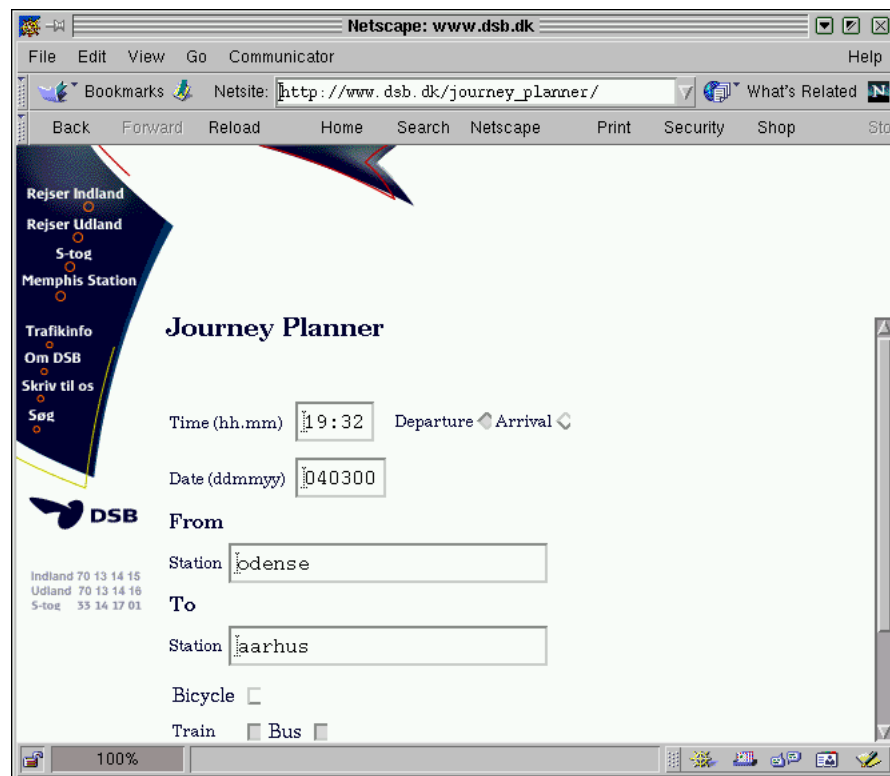 Netscape: www.dsb.dk
File Edit View Go Communicator Help
Bookmarks Netsite: http://www.dsb.dk/journey_planner/ What's Related N
Back Forward Reload Home Search Netscape Print Security Shop Sto
Rejser Indland
Rejser Udland
S-tog
Memphis Station
Trafikinfo
Om DSB
Skriv til os
Søg
DSB
Indland 70 13 14 15
Udland 70 13 14 16
S-tog 33 14 17 01
Journey Planner
Time (hh.mm) 19:32 Departure Arrival
Date (ddmmyy) 040300
From
Station odense
To
Station aarhus
Bicycle
Train Bus
100%